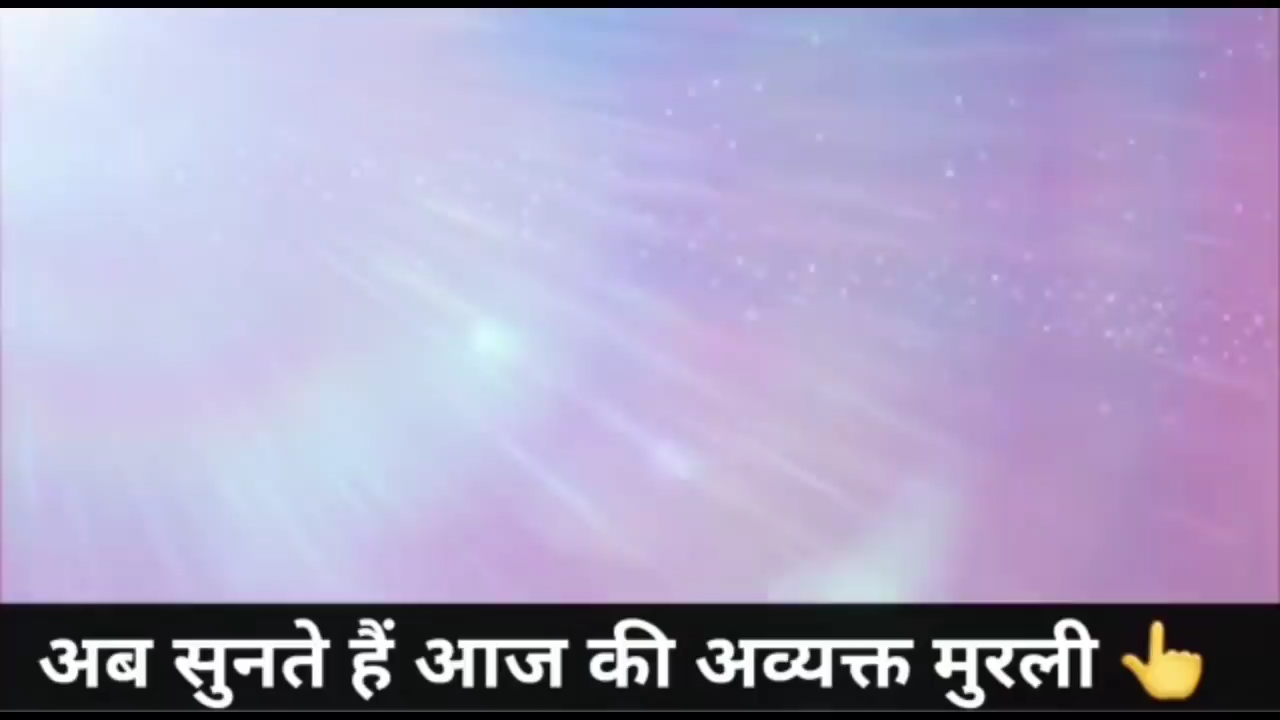 अब सुनते हैं आज की अव्यक्त मुरली 👆